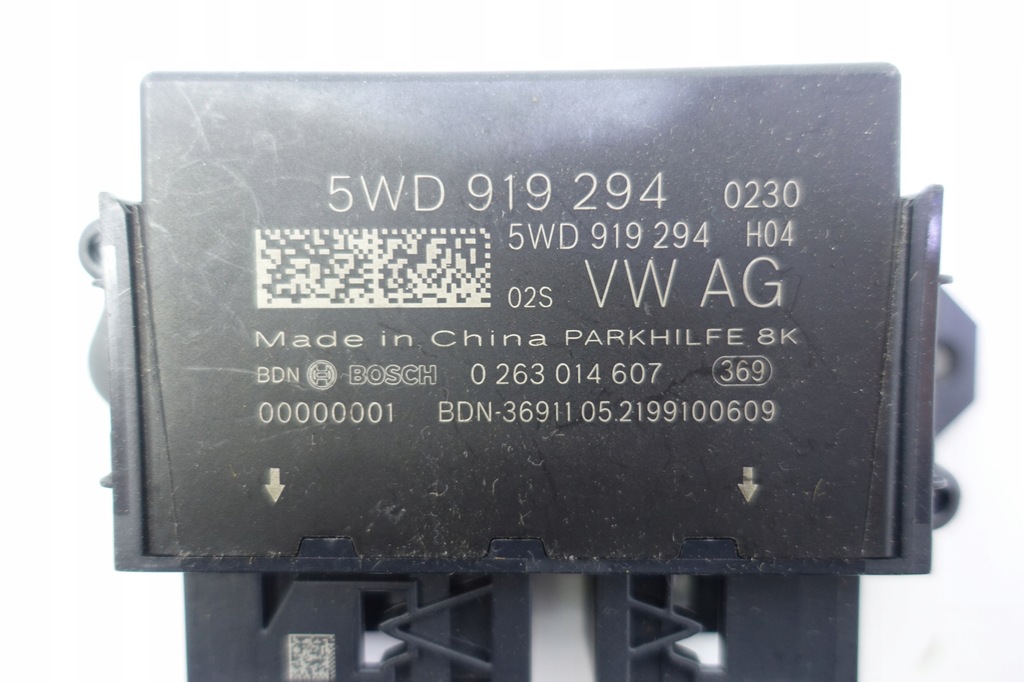 5WD 919 294 0230
5WD 919 294 H04
02S VW AG
Made in China PARKHILFE 8K
BDN BOSCH 0 263 014 607 369
00000001 BDN-36911 05.2199100609